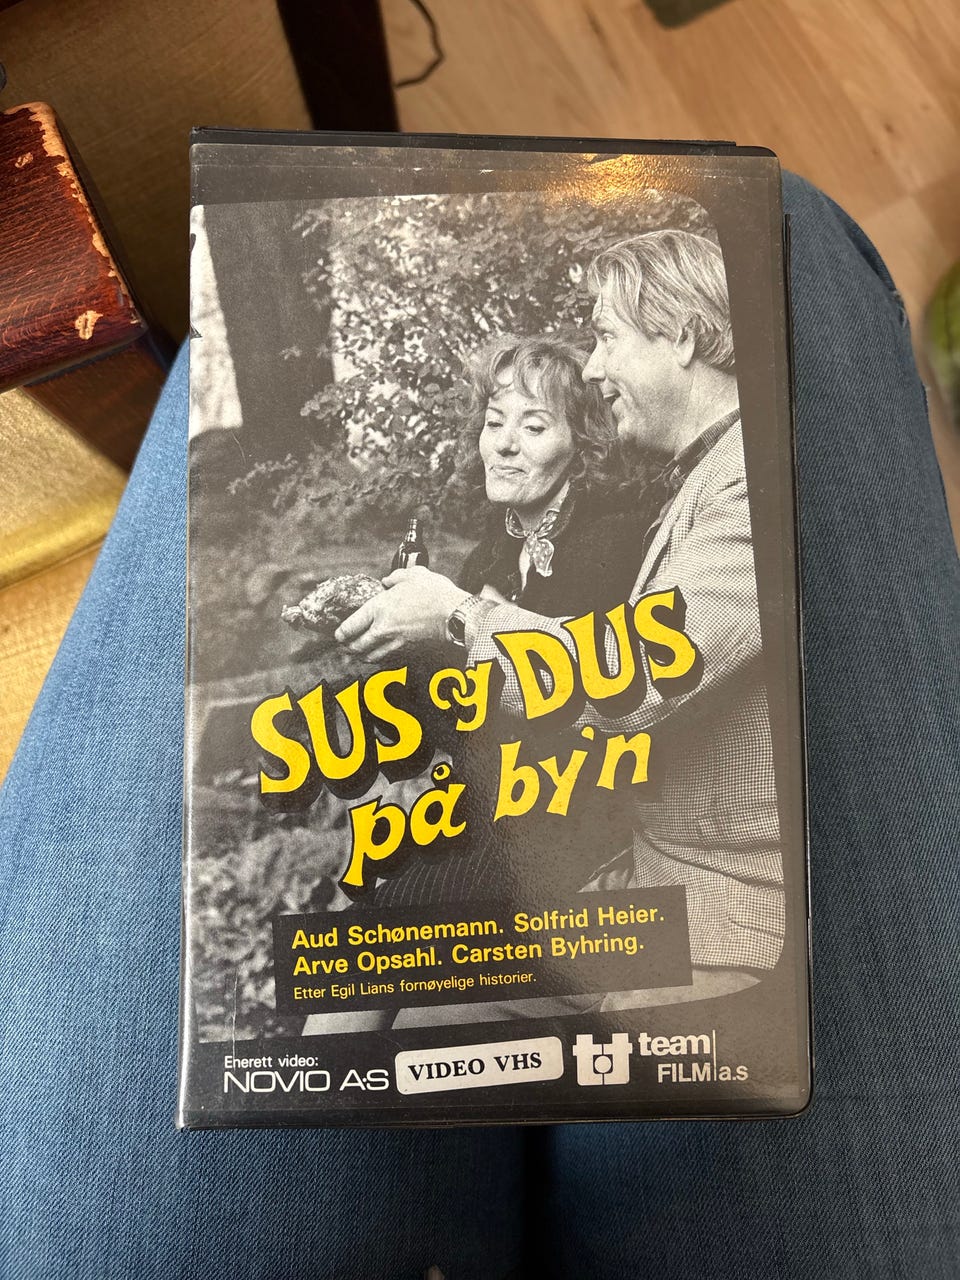 SUS og DUS
på by'n
Aud Schønemann. Solfrid Heier.
Arve Opsahl. Carsten Byhring.
Etter Egil Lians fornøyelige historier.
Enerett video:
NOVIO A·S
VIDEO VHS
team
FILM a.s